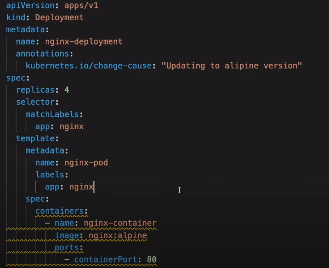 apiVersion: apps/v1
kind: Deployment
metadata:
  name: nginx-deployment
  annotations:
    kubernetes.io/change-cause: "Updating to alipine version"
spec:
  replicas: 4
  selector:
    matchLabels:
      app: nginx
  template:
    metadata:
      name: nginx-pod
      labels:
        app: nginx
    spec:
      containers:
        - name: nginx-container
          image: nginx:alpine
          ports:
            - containerPort: 80